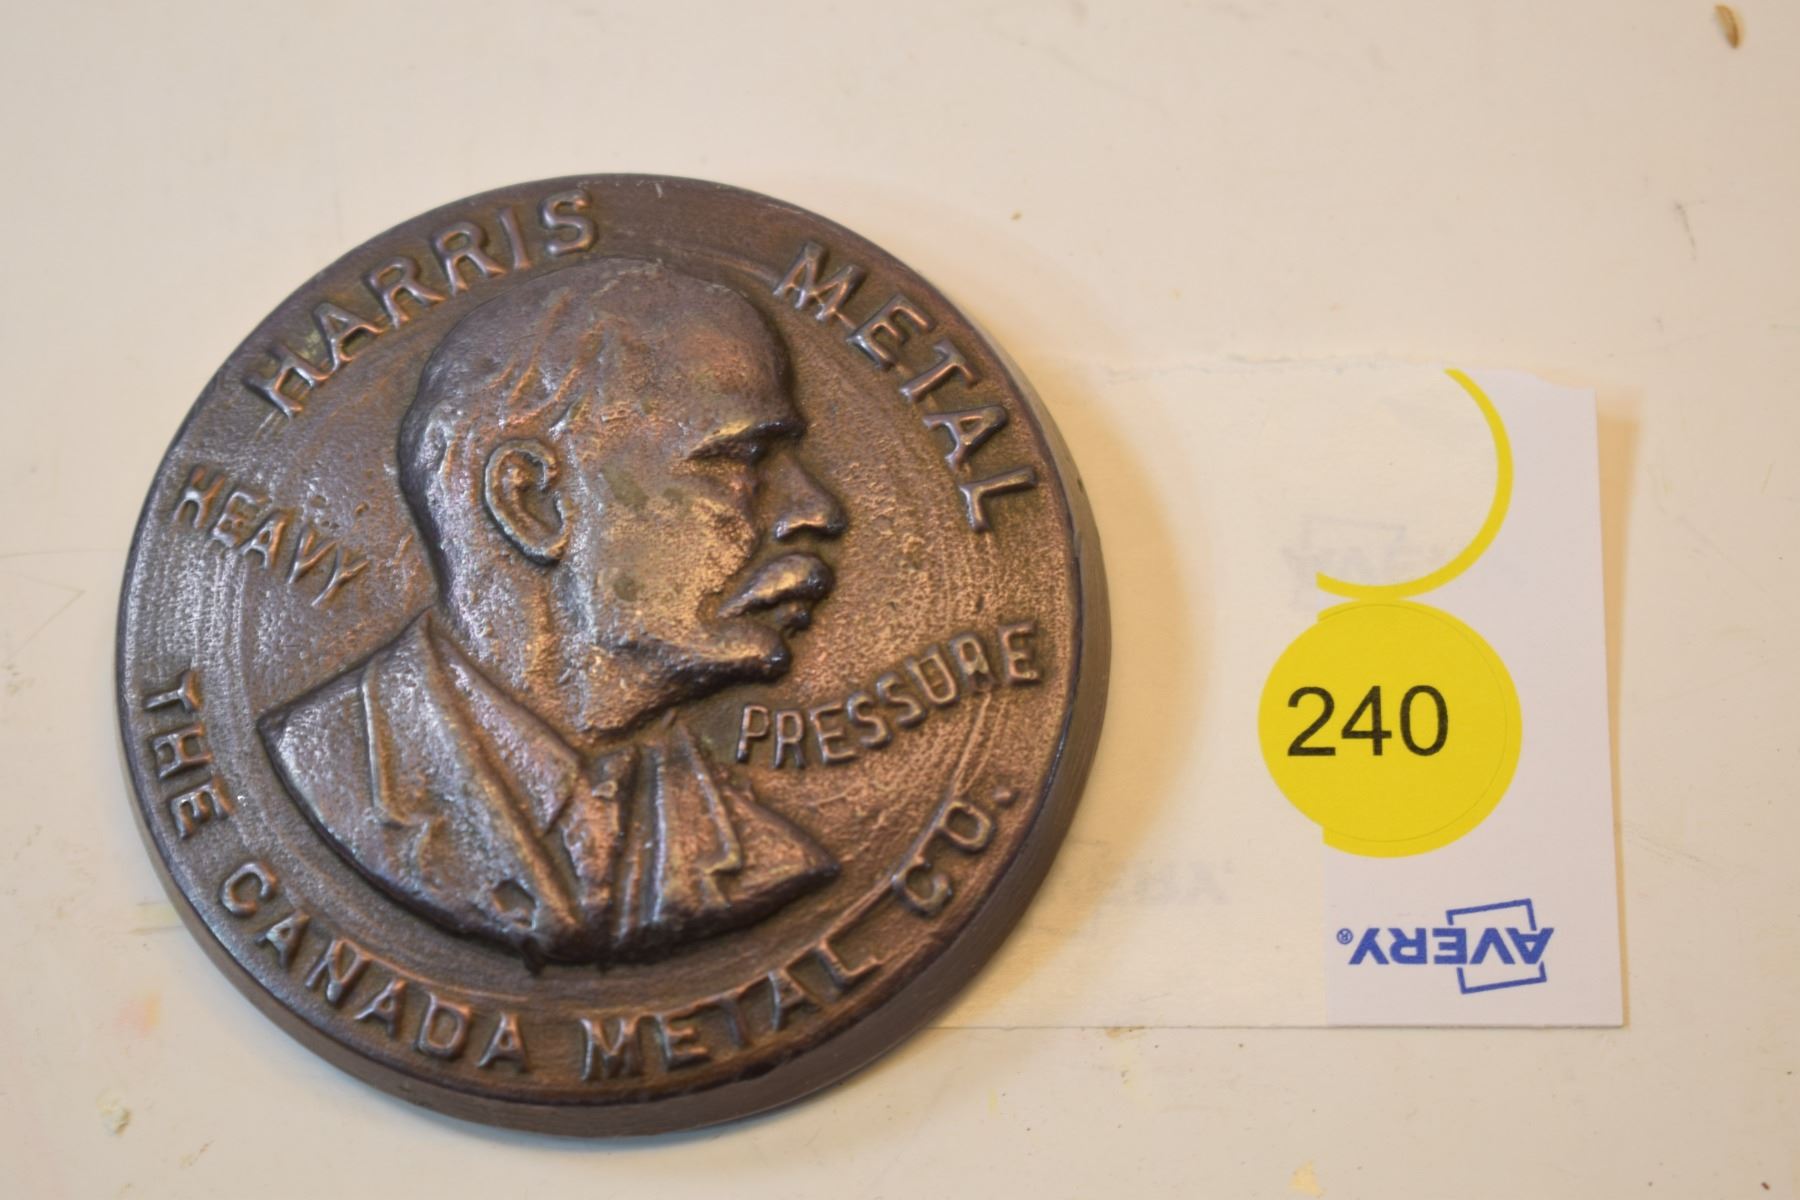 HARRIS METAL
HEAVY
PRESSURE
THE CANADA METAL CO.
240
AVERY®